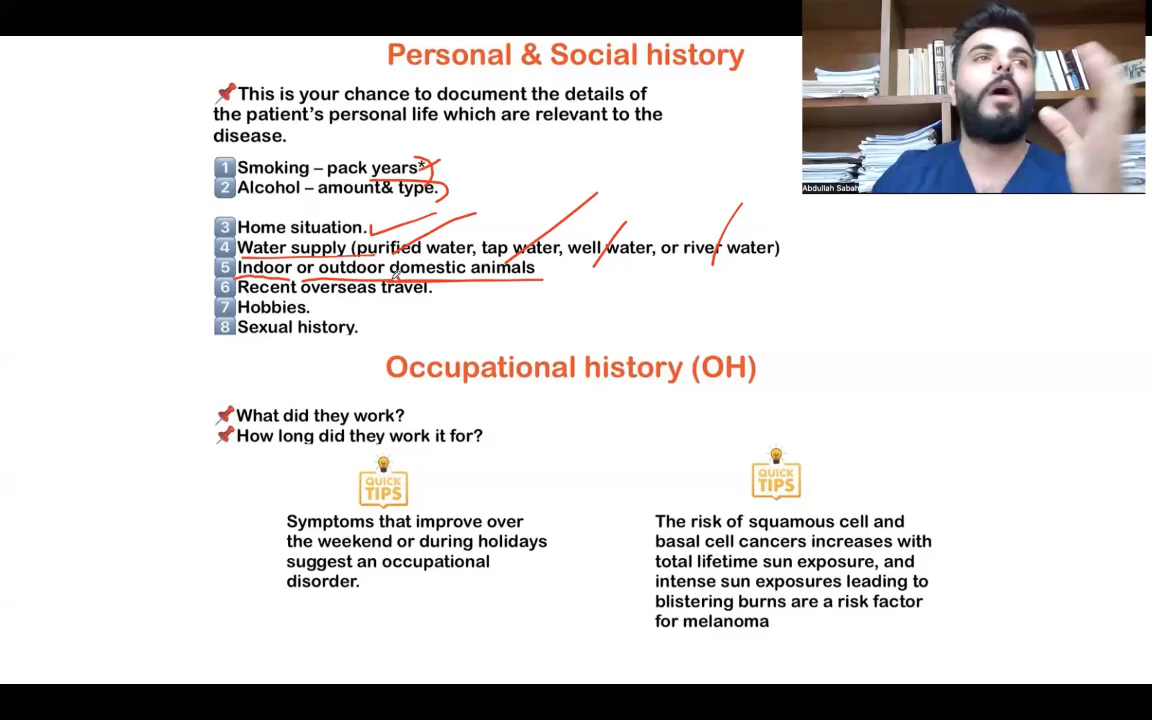 Personal & Social history
This is your chance to document the details of
the patient's personal life which are relevant to the
disease.
1 Smoking – pack years*
2 Alcohol – amount& type.
3 Home situation.
4 Water supply (purified water, tap water, well water, or river water)
5 Indoor or outdoor domestic animals
6 Recent overseas travel.
7 Hobbies.
8 Sexual history.
Occupational history (OH)
What did they work?
How long did they work it for?
QUICK
TIPS
Symptoms that improve over
the weekend or during holidays
suggest an occupational
disorder.
QUICK
TIPS
The risk of squamous cell and
basal cell cancers increases with
total lifetime sun exposure, and
intense sun exposures leading to
blistering burns are a risk factor
for melanoma
Abdullah Sabah